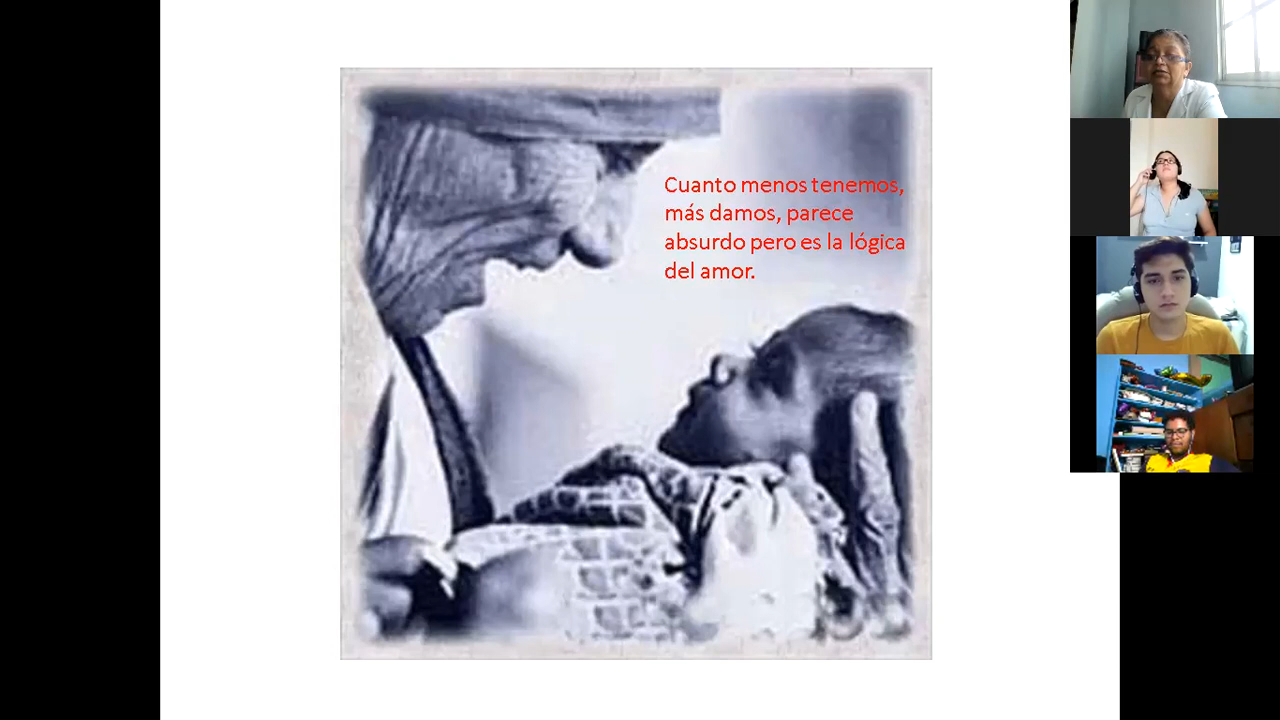 Cuanto menos tenemos,
más damos, parece
absurdo pero es la lógica
del amor.